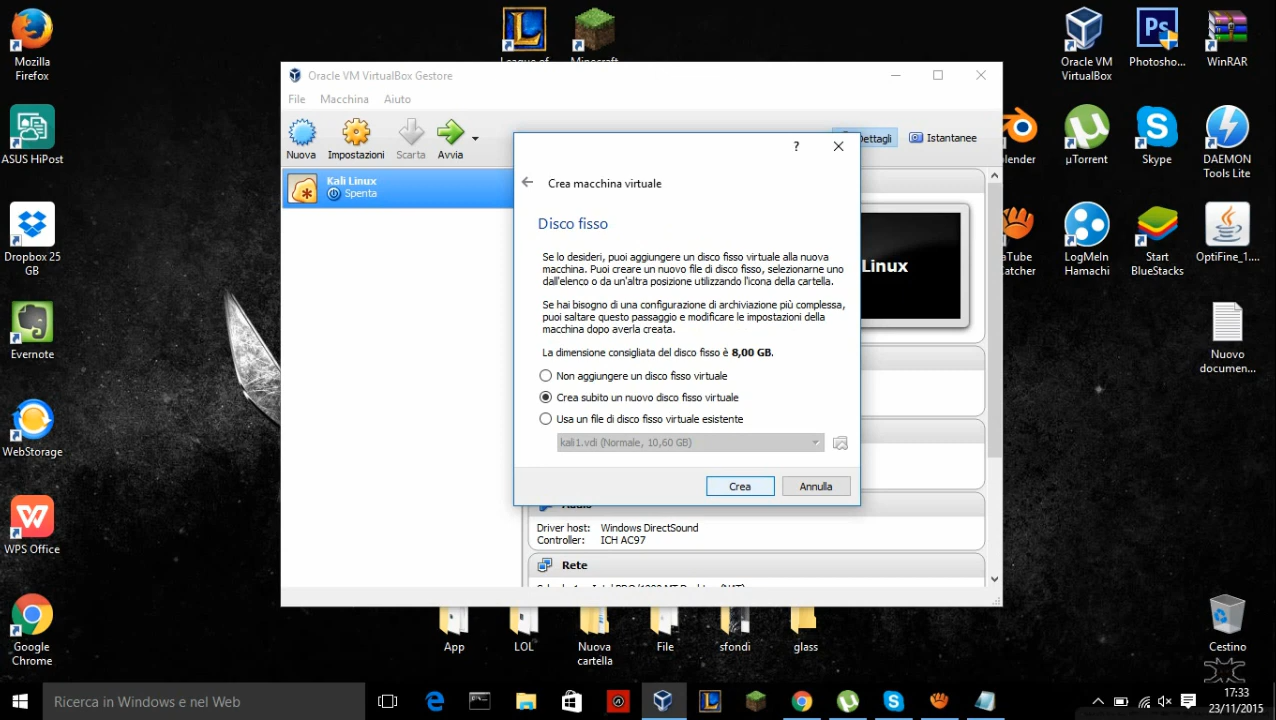 Mozilla
Firefox
ASUS HiPost
Dropbox 25
GB
Evernote
WebStorage
WPS Office
Google
Chrome
Oracle VM
VirtualBox
Photosho...
WinRAR
µTorrent
Skype
DAEMON
Tools Lite
LogMeIn
Hamachi
Start
BlueStacks
OptiFine_1....
Nuovo
documen...
Cestino
Oracle VM VirtualBox Gestore
File
Macchina
Aiuto
Nuova
Impostazioni
Scarta
Avvia
Dettagli
Istantanee
Kali Linux
Spenta
Linux
?
Crea macchina virtuale
Disco fisso
Se lo desideri, puoi aggiungere un disco fisso virtuale alla nuova
macchina. Puoi creare un nuovo file di disco fisso, selezionarne uno
dall'elenco o da un'altra posizione utilizzando l'icona della cartella.
Se hai bisogno di una configurazione di archiviazione più complessa,
puoi saltare questo passaggio e modificare le impostazioni della
macchina dopo averla creata.
La dimensione consigliata del disco fisso è 8,00 GB.
Non aggiungere un disco fisso virtuale
Crea subito un nuovo disco fisso virtuale
Usa un file di disco fisso virtuale esistente
kali1.vdi (Normale, 10,60 GB)
Crea
Annulla
Driver host: Windows DirectSound
Controller: ICH AC97
Rete
App
LOL
Nuova
cartella
File
sfondi
glass
Ricerca in Windows e nel Web
17:33
23/11/2015